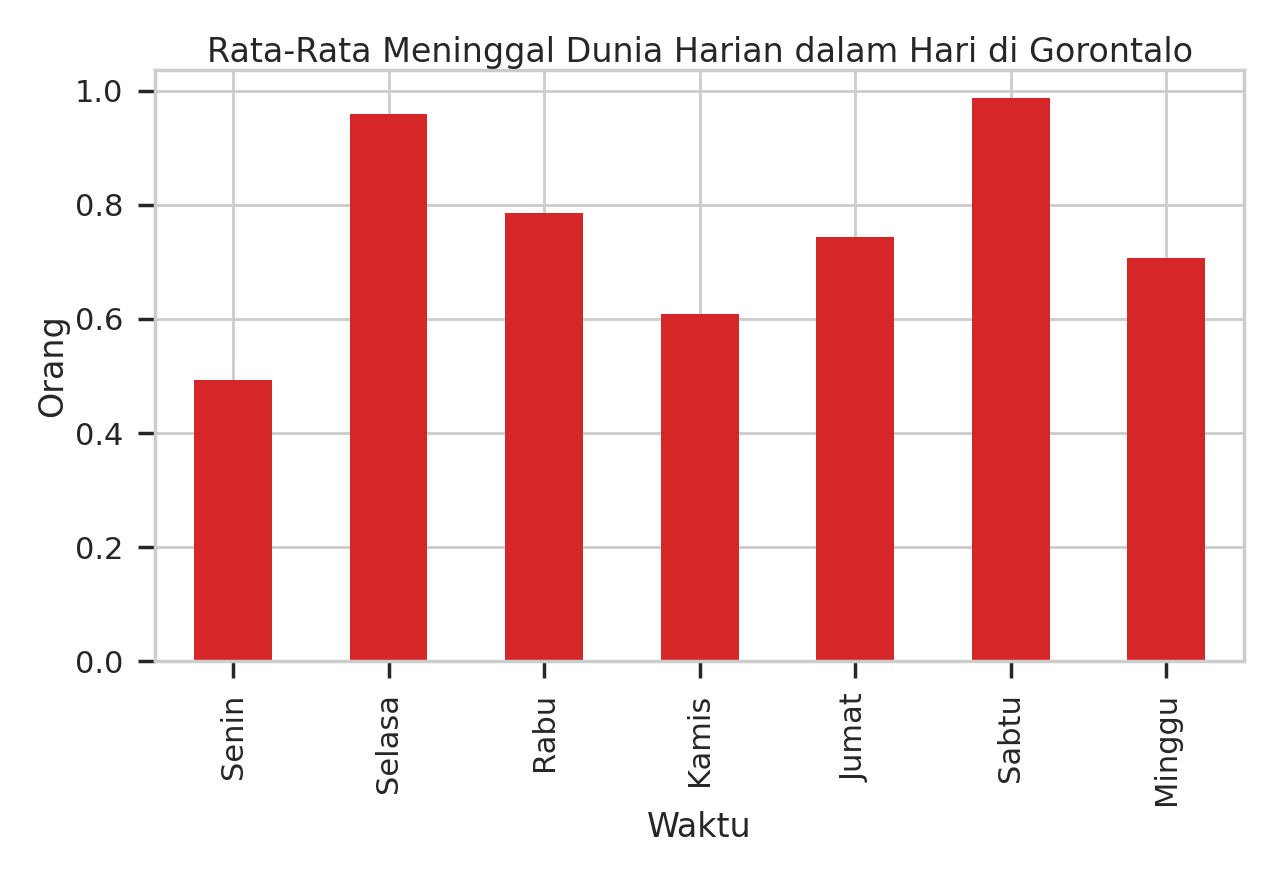 Rata-Rata Meninggal Dunia Harian dalam Hari di Gorontalo
1.0
0.8
0.6
0.4
0.2
0.0
Orang
Senin
Selasa
Rabu
Kamis
Jumat
Sabtu
Minggu
Waktu